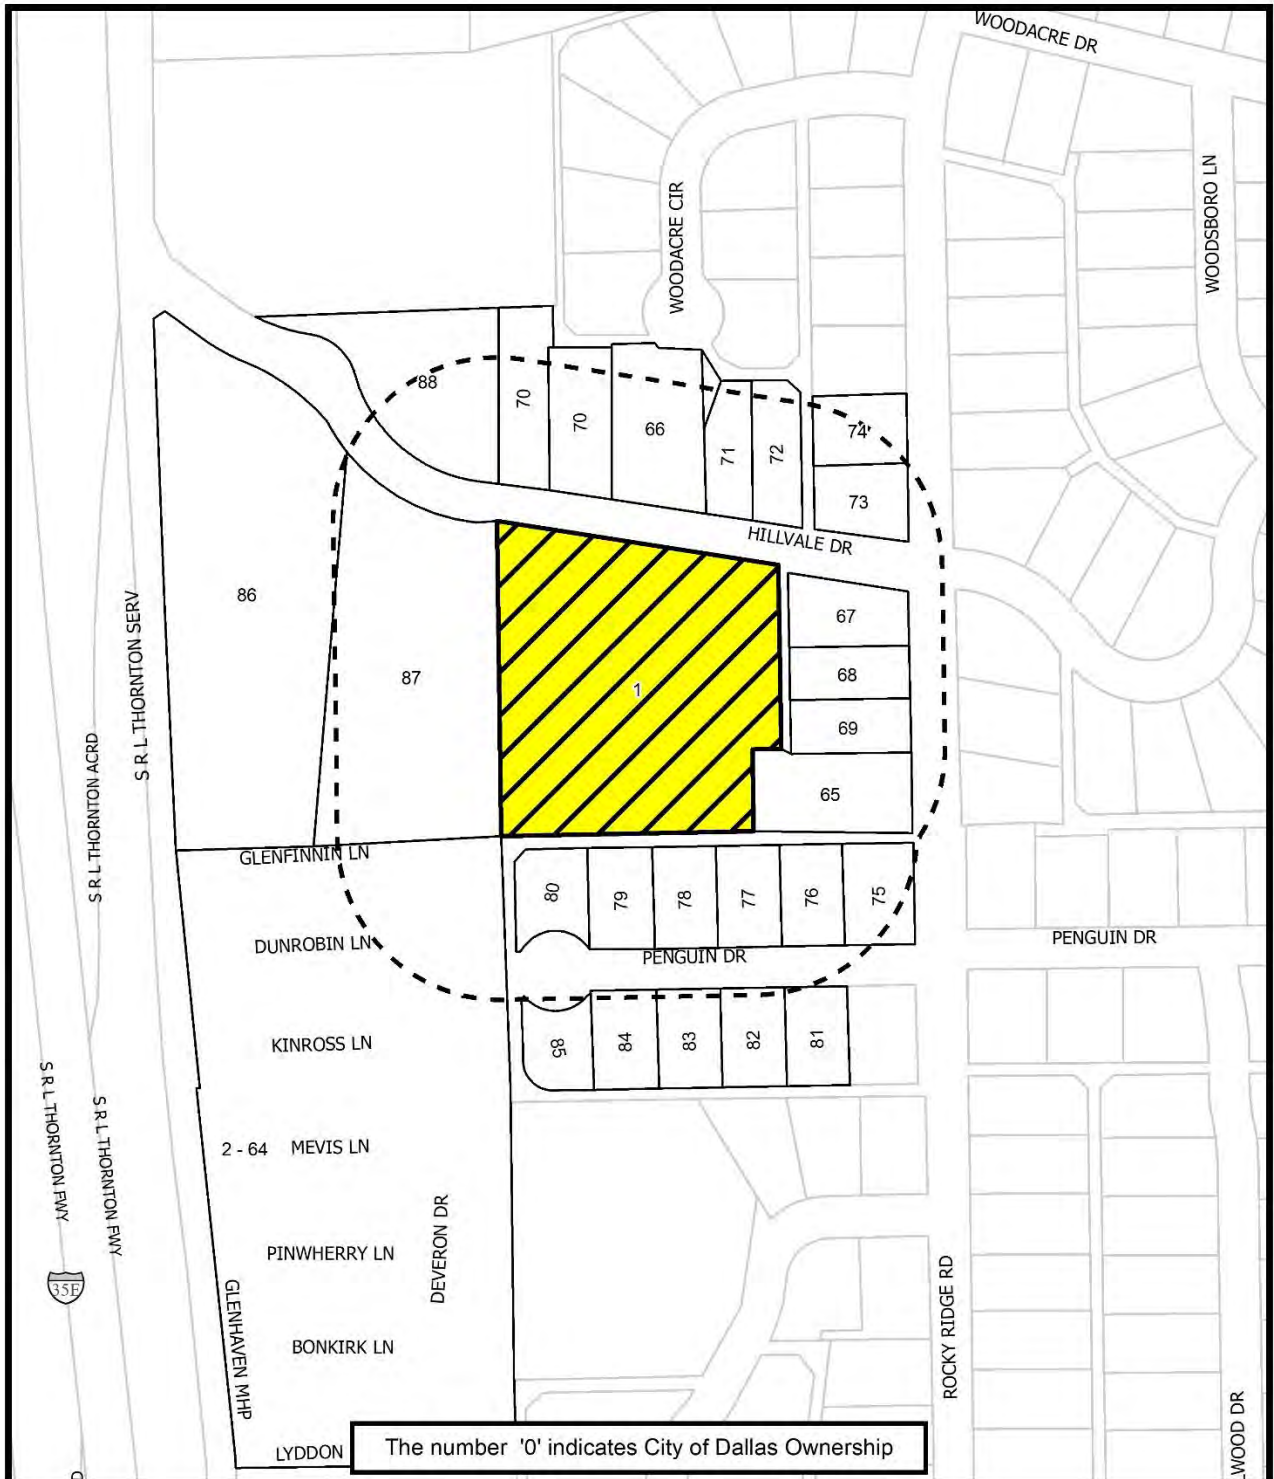 WOODACRE DR
WOODACRE CIR
WOODSBORO LN
88
70
70
66
71
72
74
73
HILLVALE DR
86
87
1
67
68
69
65
S R L THORNTON SERV
S R L THORNTON ACRD
GLENFINNIN LN
80
79
78
77
76
75
DUNROBIN LN
PENGUIN DR
PENGUIN DR
KINROSS LN
85
84
83
82
81
S R L THORNTON FWY
S R L THORNTON FWY
2 - 64
MEVIS LN
DEVERON DR
PINWHERRY LN
35E
GLENHAVEN MHP
BONKIRK LN
ROCKY RIDGE RD
LYDDON
The number '0' indicates City of Dallas Ownership
WOOD DR